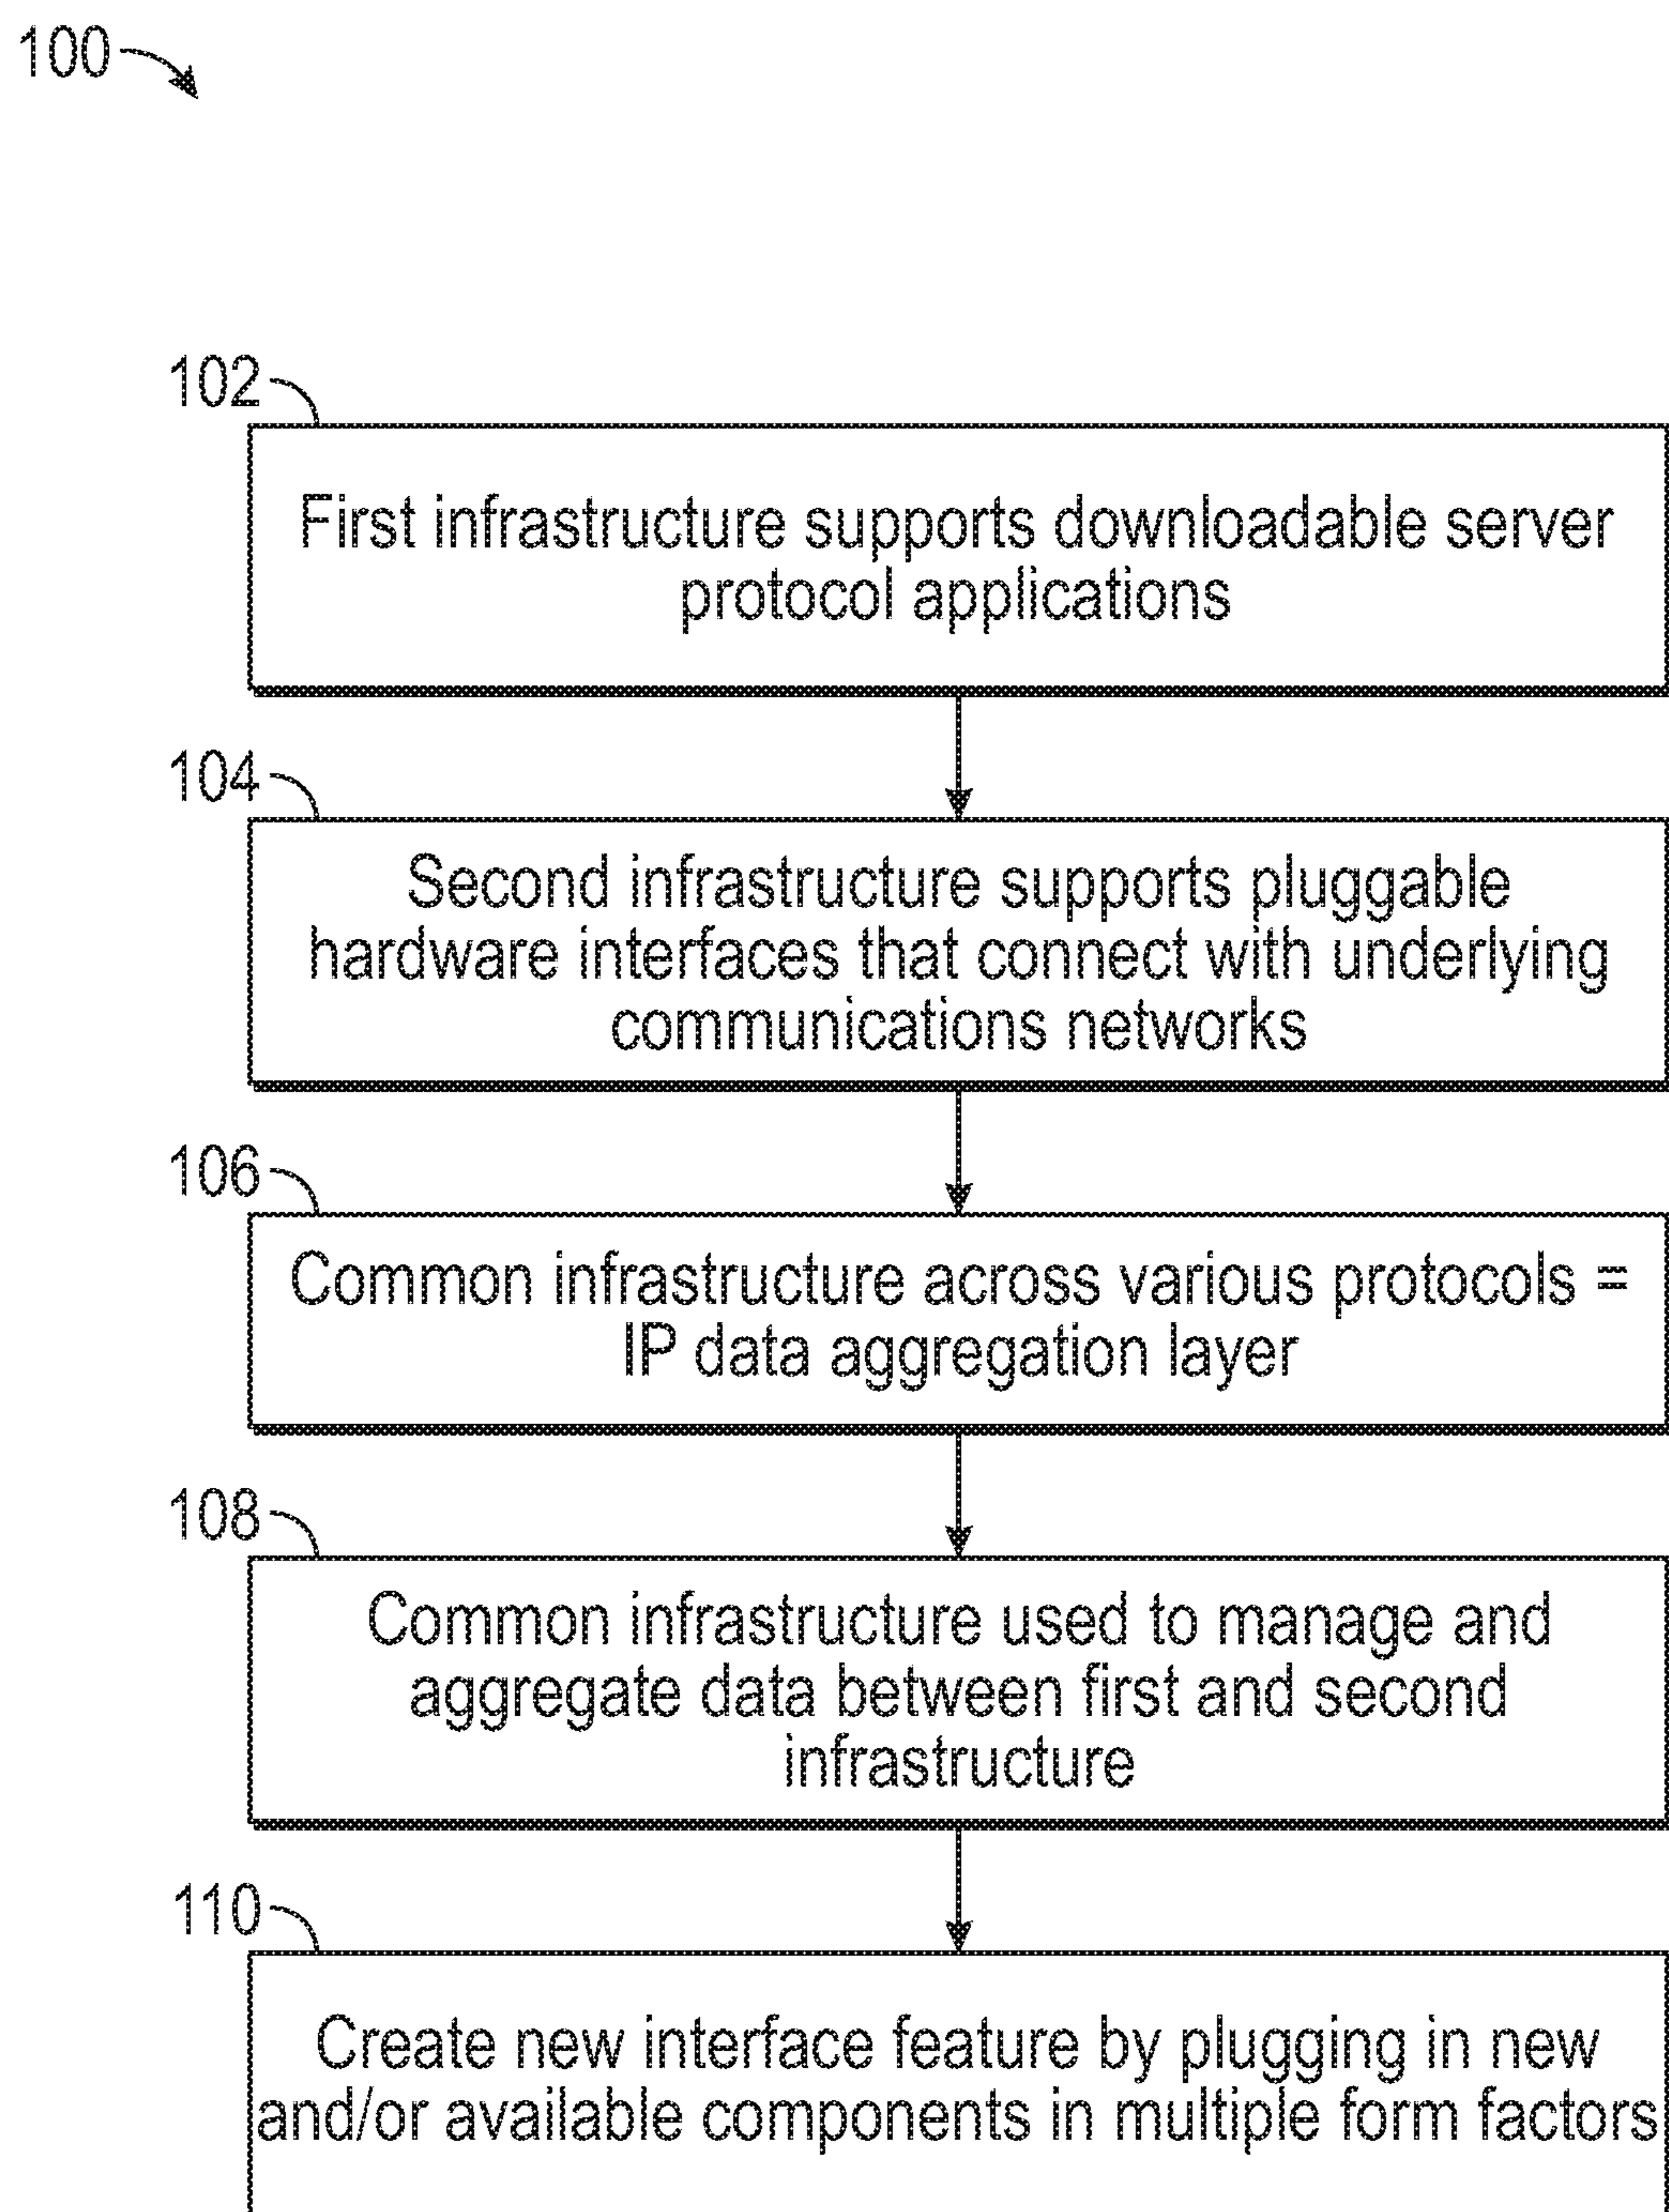 100
102
First infrastructure supports downloadable server
protocol applications
104
Second infrastructure supports pluggable
hardware interfaces that connect with underlying
communications networks
106
Common infrastructure across various protocols =
IP data aggregation layer
108
Common infrastructure used to manage and
aggregate data between first and second
infrastructure
110
Create new interface feature by plugging in new
and/or available components in multiple form factors